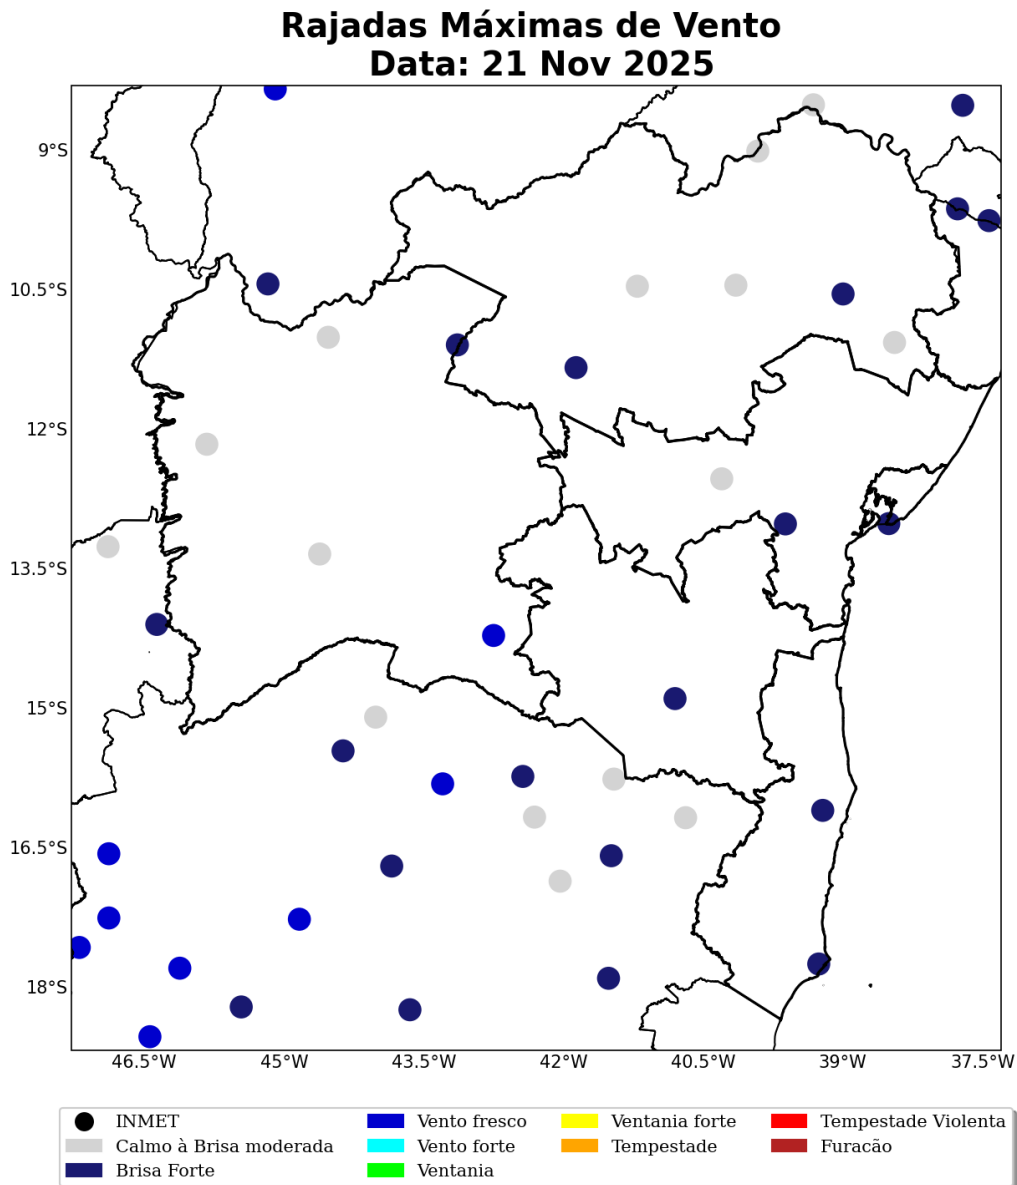 Rajadas Máximas de Vento
Data: 21 Nov 2025
9°S
10.5°S
12°S
13.5°S
15°S
16.5°S
18°S
46.5°W 45°W 43.5°W 42°W 40.5°W 39°W 37.5°W
INMET
Calmo à Brisa moderada
Brisa Forte
Vento fresco
Vento forte
Ventania
Ventania forte
Tempestade
Tempestade Violenta
Furacão